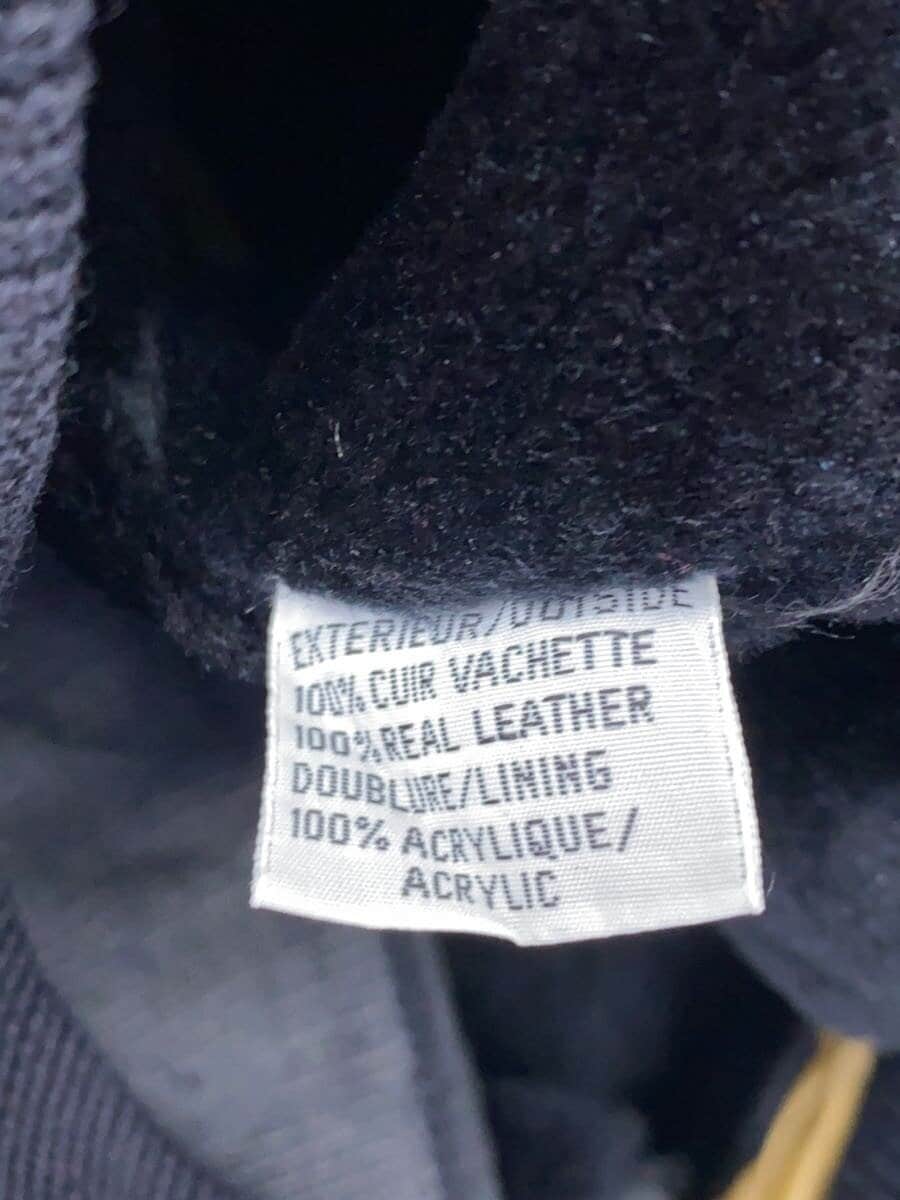 EXTERIEUR/OUTSIDE
100% CUIR VACHETTE
100% REAL LEATHER
DOUBLURE/LINING
100% ACRYLIQUE/
ACRYLIC